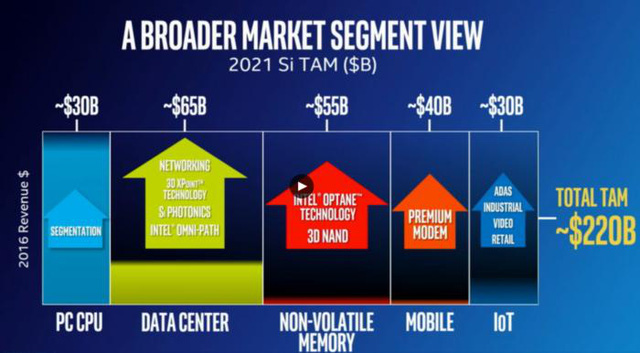 A BROADER MARKET SEGMENT VIEW
2021 Si TAM ($B)
~$30B
~$65B
~$55B
~$40B
~$30B
2016 Revenue $
SEGMENTATION
NETWORKING
3D XPOINT™
TECHNOLOGY
& PHOTONICS
INTEL® OMNI-PATH
INTEL® OPTANE™
TECHNOLOGY
3D NAND
PREMIUM
MODEM
ADAS
INDUSTRIAL
VIDEO
RETAIL
TOTAL TAM
~$220B
PC CPU
DATA CENTER
NON-VOLATILE
MEMORY
MOBILE
IoT